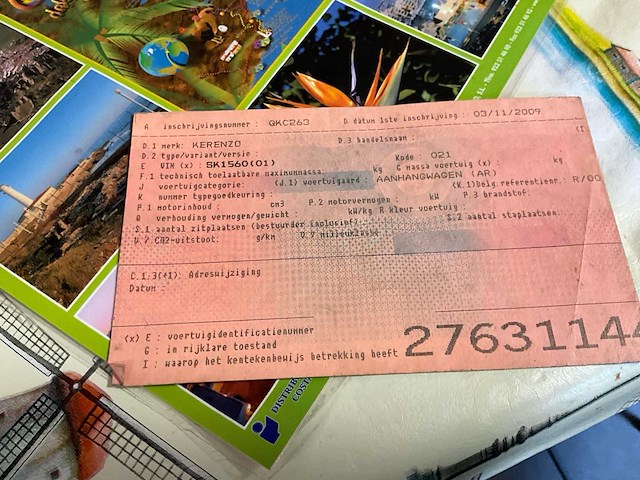 A inschrijvingsnummer : QKC263 D datum 1ste inschrijving : 03/11/2009
D.1 merk: KERENZO D.3 handelsnaam :
D.2 type/variant/versie :
E VIN (x) : SK1560(01) Kode : 021
F.1 technisch toelaatbare maximummassa: kg G massa voertuig (x) : kg
J voertuigcategorie: (J.1) voertuigaard : AANHANGWAGEN (AR)
K nummer typegoedkeuring : (K.1)Belg.referentienr.: R/00
P.1 motorinhoud : cm3 P.2 motorvermogen : kW P.3 brandstof:
Q verhouding vermogen/gewicht : kW/kg R kleur voertuig :
S.1 aantal zitplaatsen (bestuurder inclusief): S.2 aantal staplaatsen:
V.7 CO2-uitstoot: g/km V.9 milieuklasse:
C.1.3(*1): Adreswijziging
Datum :
(x) E : voertuigidentificatienummer
G : in rijklare toestand
I : waarop het kentekenbewijs betrekking heeft
27631144
DISTRIB
COSTA